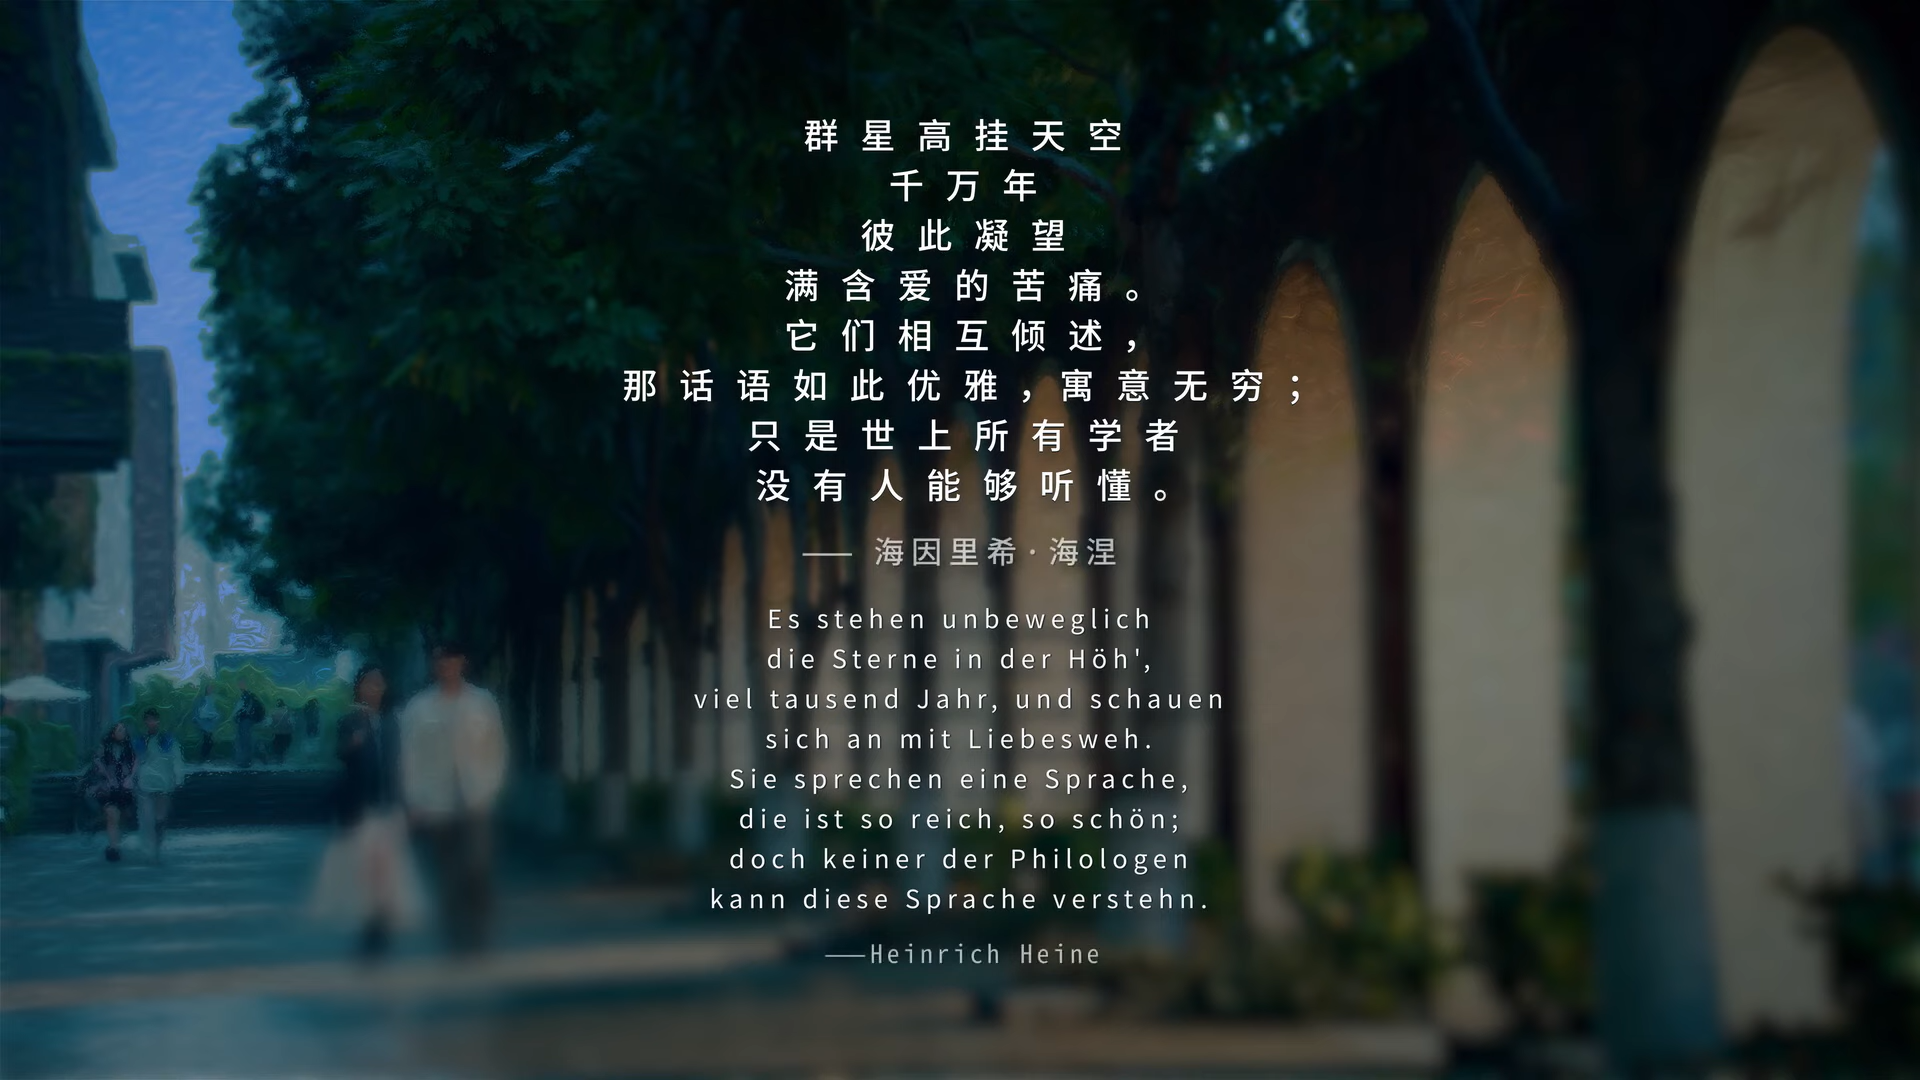 群星高挂天空
千万年
彼此凝望
满含爱的苦痛。
它们相互倾述，
那话语如此优雅，寓意无穷；
只是世上所有学者
没有人能够听懂。
—— 海因里希·海涅
Es stehen unbeweglich
die Sterne in der Höh',
viel tausend Jahr, und schauen
sich an mit Liebesweh.
Sie sprechen eine Sprache,
die ist so reich, so schön;
doch keiner der Philologen
kann diese Sprache verstehn.
——Heinrich Heine